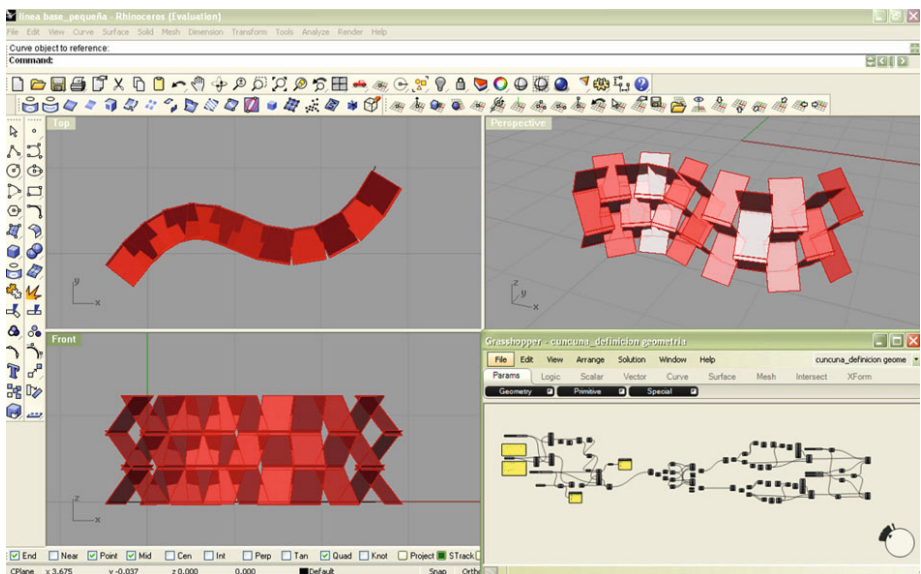 linea base_pequeña - Rhinoceros (Evaluation)
File Edit View Curve Surface Solid Mesh Dimension Transform Tools Analyze Render Help
Curve object to reference:
Command:
Top
Perspective
y
x
z
y
x
Front
z
x
Grasshopper - cuncuna_definicion geometria
File Edit View Arrange Solution Window Help cuncuna_definicion geome
Params Logic Scalar Vector Curve Surface Mesh Intersect XForm
Geometry Primitive Special
End Near Point Mid Cen Int Perp Tan Quad Knot Project STrack
CPlane x 3.675 y -0.037 z 0.000 0.000 Default Snap Ortho